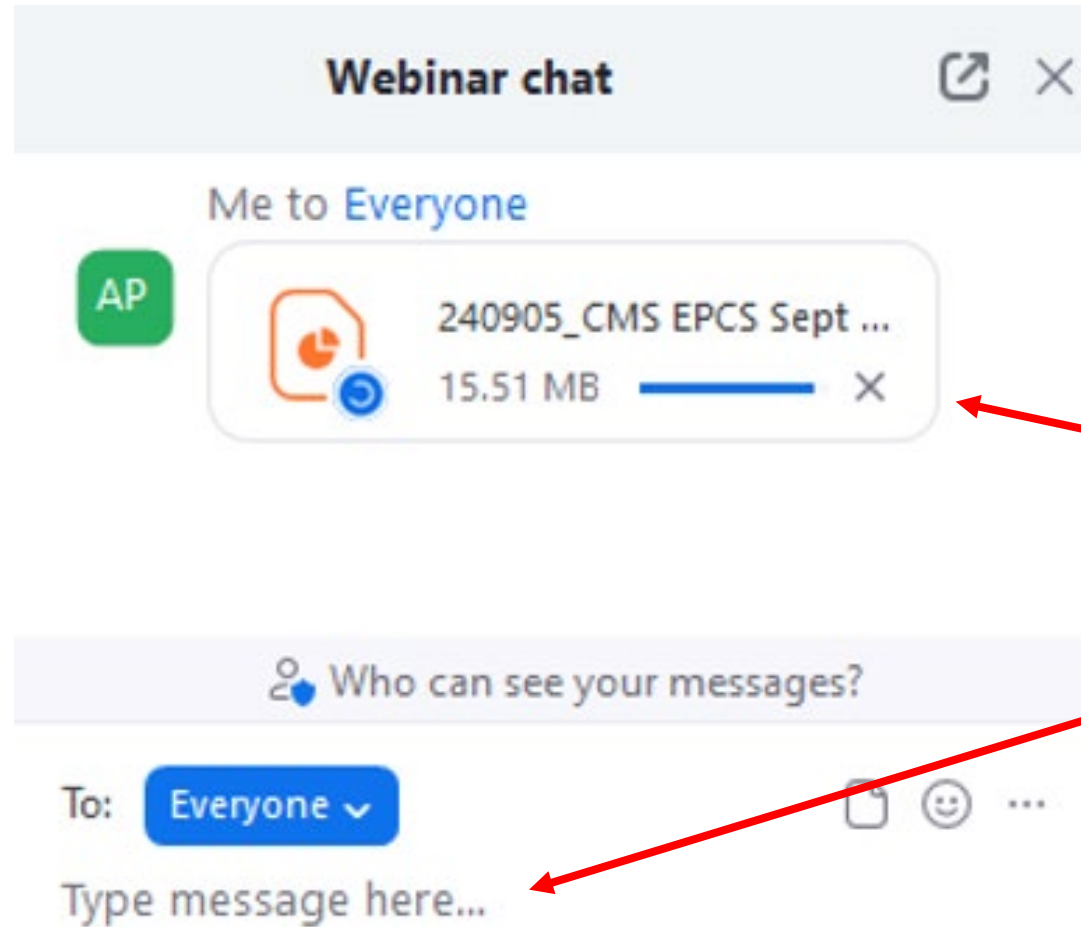 Webinar chat
Me to Everyone
AP
240905_CMS EPCS Sept ...
15.51 MB
Who can see your messages?
To: Everyone
Type message here...